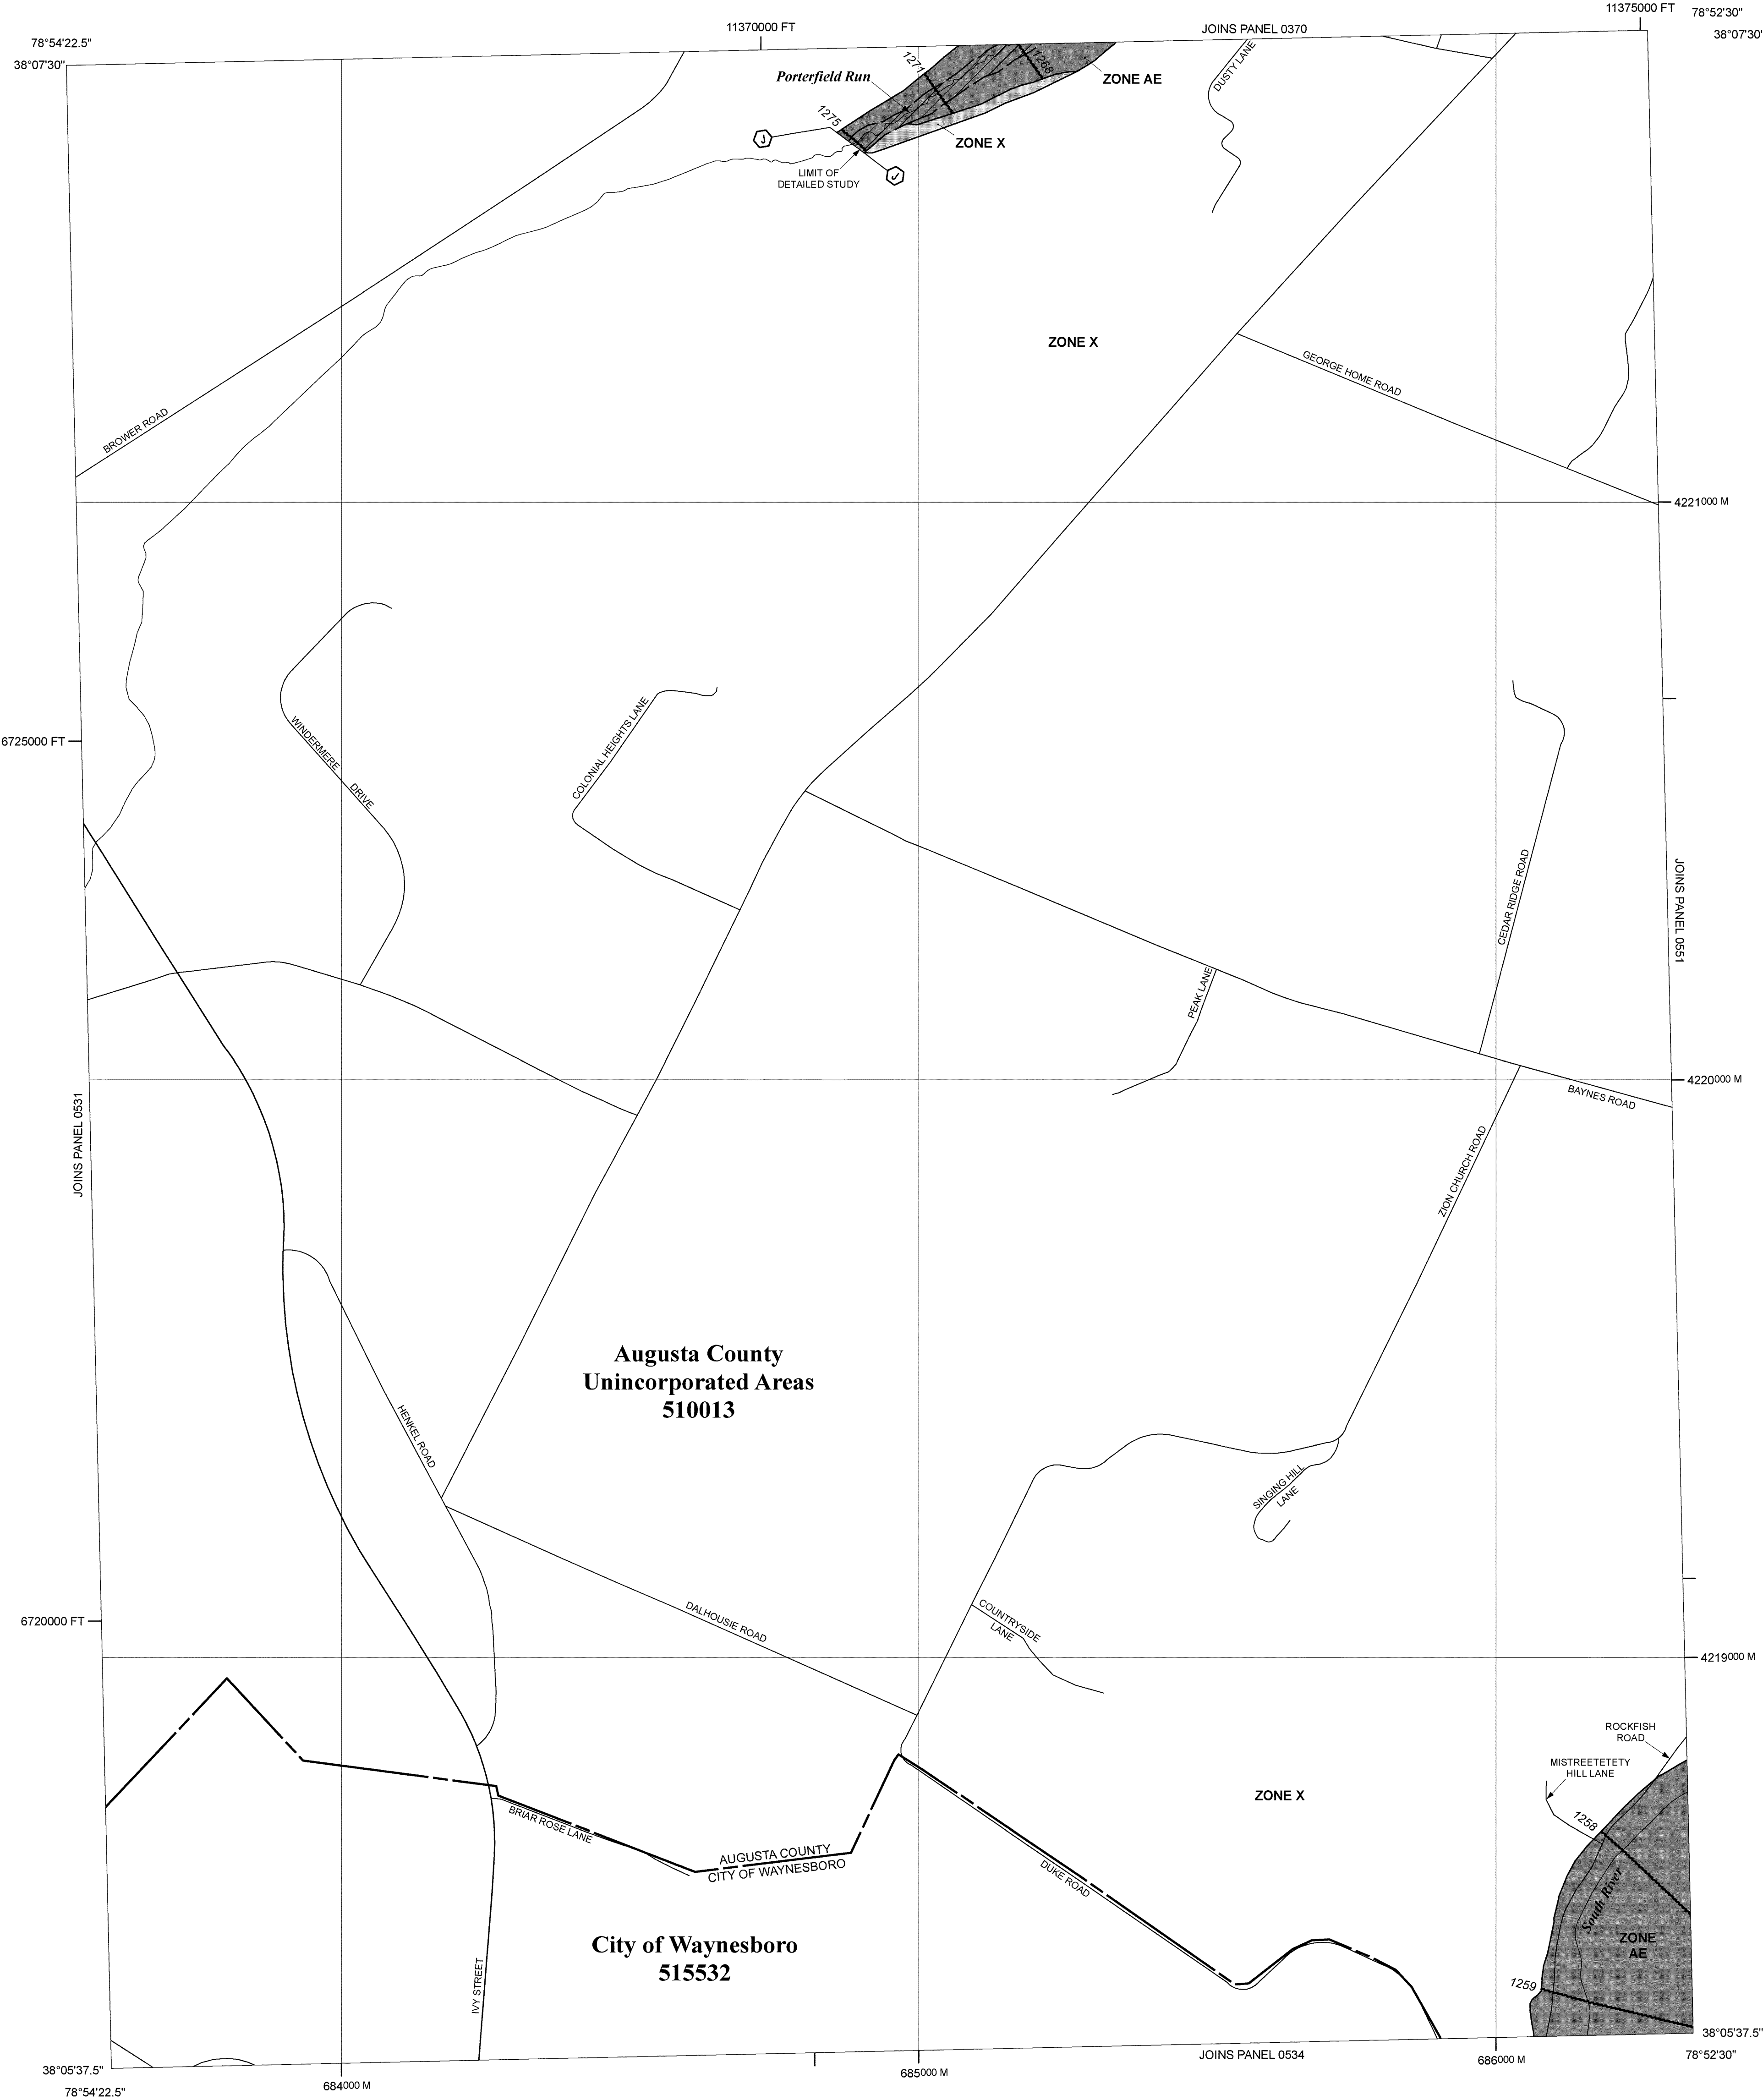 11375000 FT
78°52'30"
11370000 FT
JOINS PANEL 0370
78°54'22.5"
38°07'30"
38°07'30"
1271
1268
Porterfield Run
ZONE AE
DUSTY LANE
1275
J
ZONE X
LIMIT OF
DETAILED STUDY
J
ZONE X
GEORGE HOME ROAD
BROWER ROAD
4221000 M
WINDERMERE
DRIVE
COLONIAL HEIGHTS LANE
6725000 FT
CEDAR RIDGE ROAD
JOINS PANEL 0551
PEAK LANE
4220000 M
BAYNES ROAD
JOINS PANEL 0531
ZION CHURCH ROAD
Augusta County
Unincorporated Areas
510013
HENKEL ROAD
SINGING HILL
LANE
6720000 FT
DALHOUSIE ROAD
COUNTRYSIDE
LANE
4219000 M
ROCKFISH
ROAD
MISTREETETETY
HILL LANE
ZONE X
BRIAR ROSE LANE
1258
AUGUSTA COUNTY
CITY OF WAYNESBORO
DUKE ROAD
South River
City of Waynesboro
515532
ZONE
AE
IVY STREET
1259
38°05'37.5"
JOINS PANEL 0534
38°05'37.5"
78°52'30"
78°54'22.5"
684000 M
685000 M
686000 M